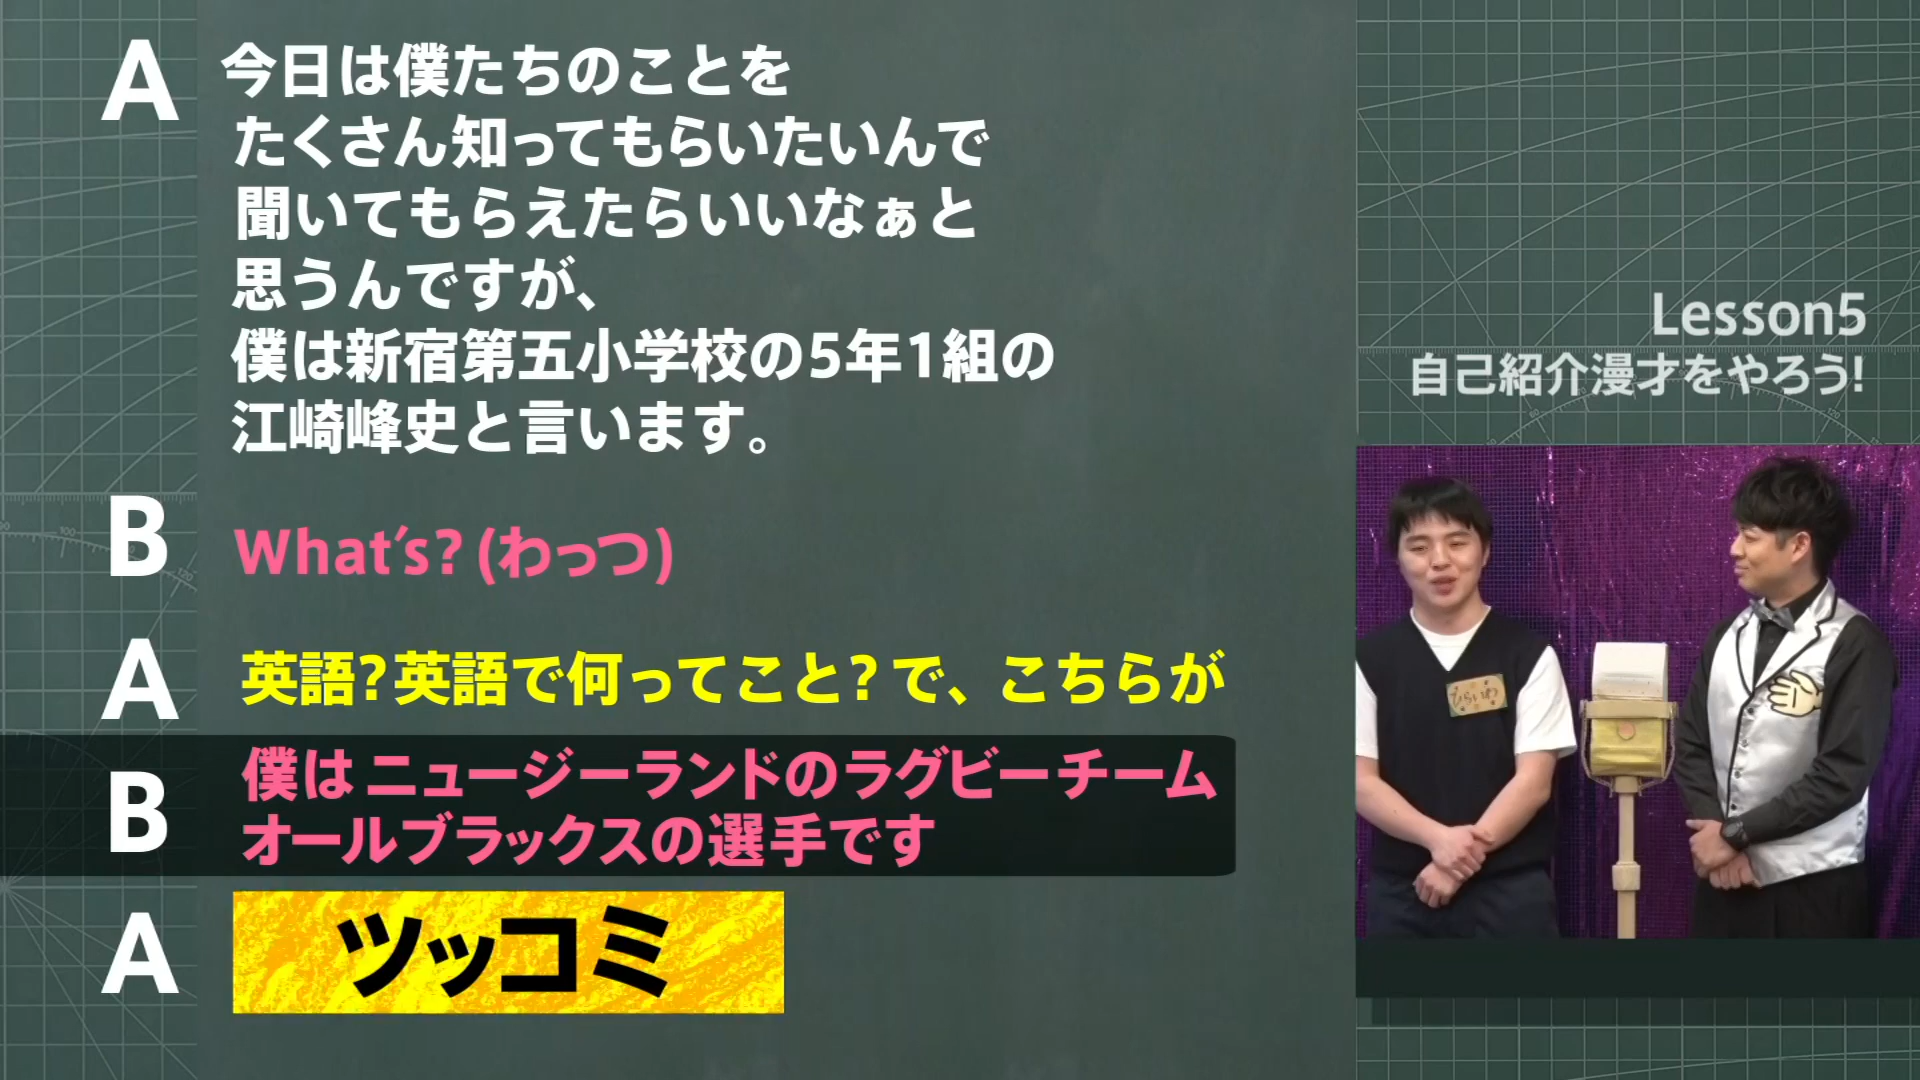 A 今日は僕たちのことを
たくさん知ってもらいたいんで
聞いてもらえたらいいなぁと
思うんですが、
僕は新宿第五小学校の5年1組の
江崎峰史と言います。
B What's?(わっつ)
A 英語?英語で何ってこと?で、こちらが
B 僕はニュージーランドのラグビーチーム
オールブラックスの選手です
A ツッコミ
Lesson5
自己紹介漫才をやろう!
ひらいわ